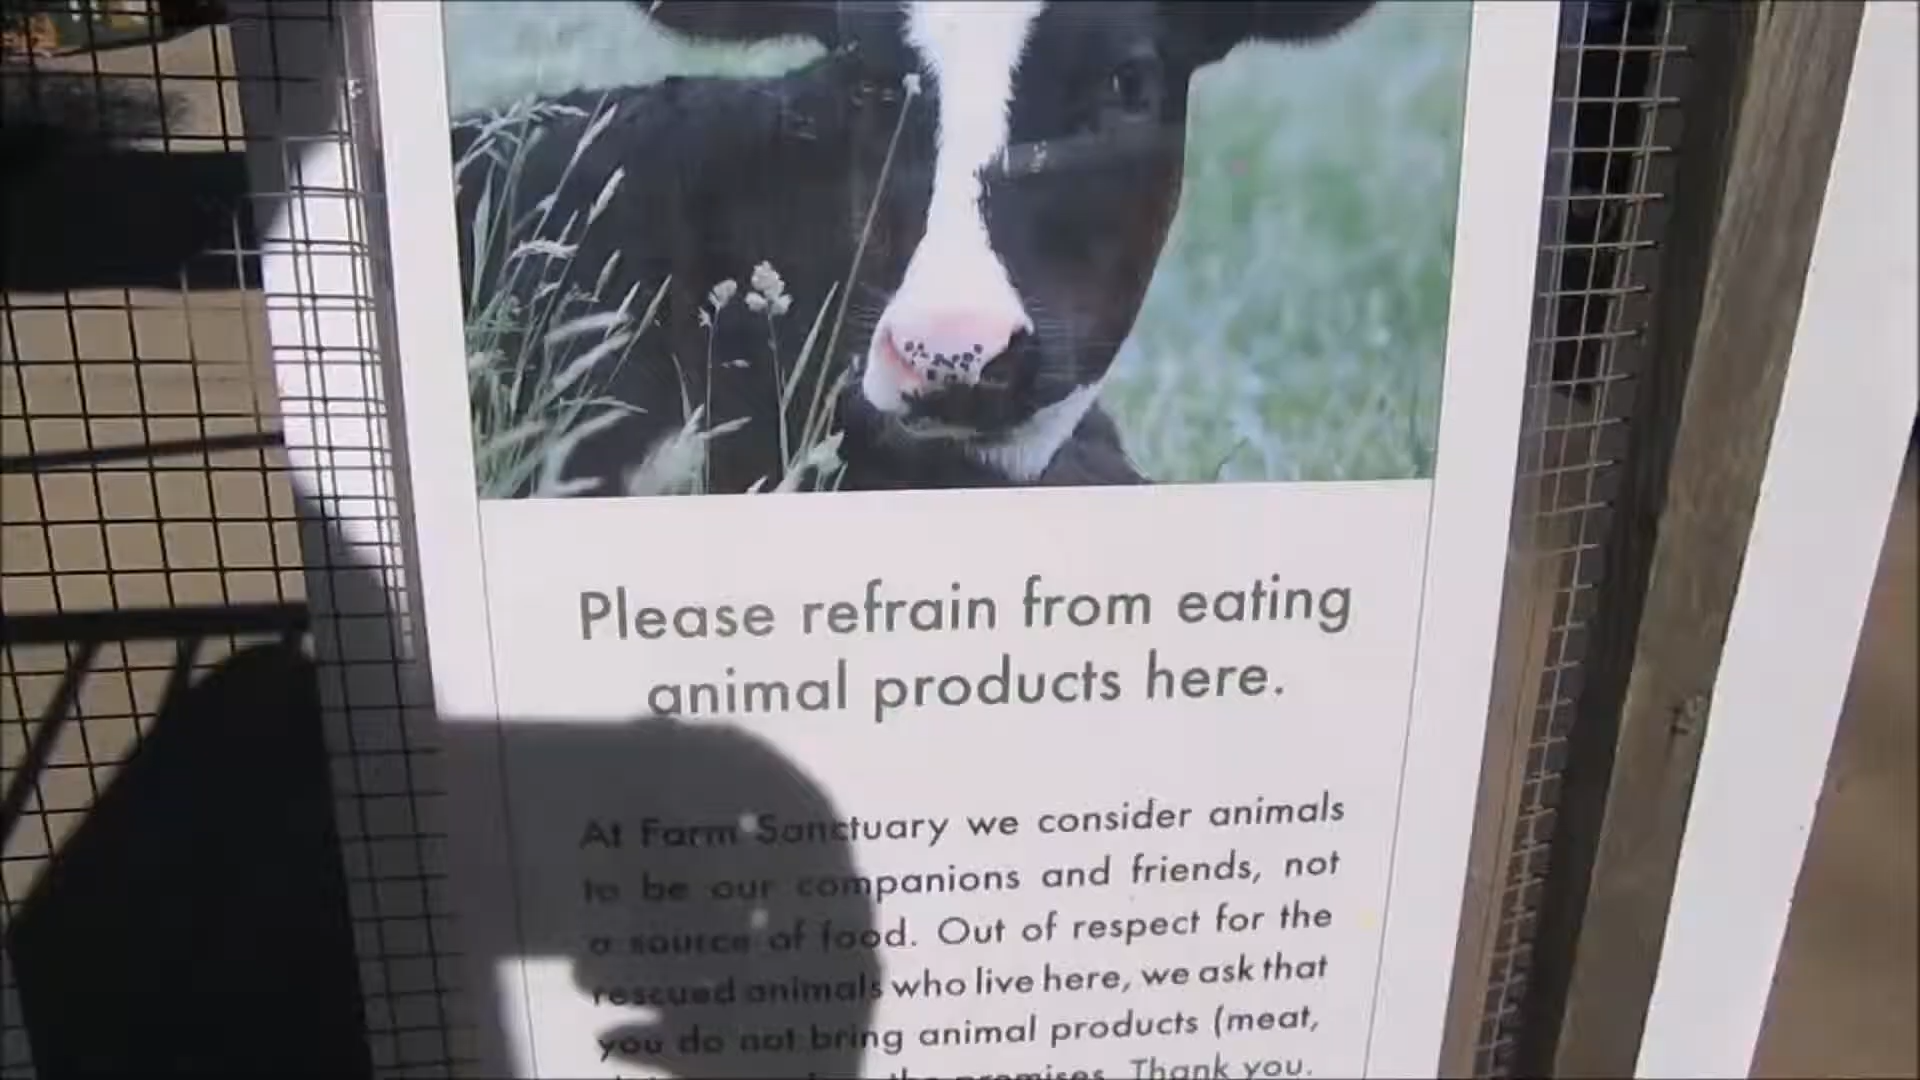 Please refrain from eating
animal products here.
At Farm Sanctuary we consider animals
to be our companions and friends, not
a source of food. Out of respect for the
rescued animals who live here, we ask that
you do not bring animal products (meat,
the premises. Thank you.